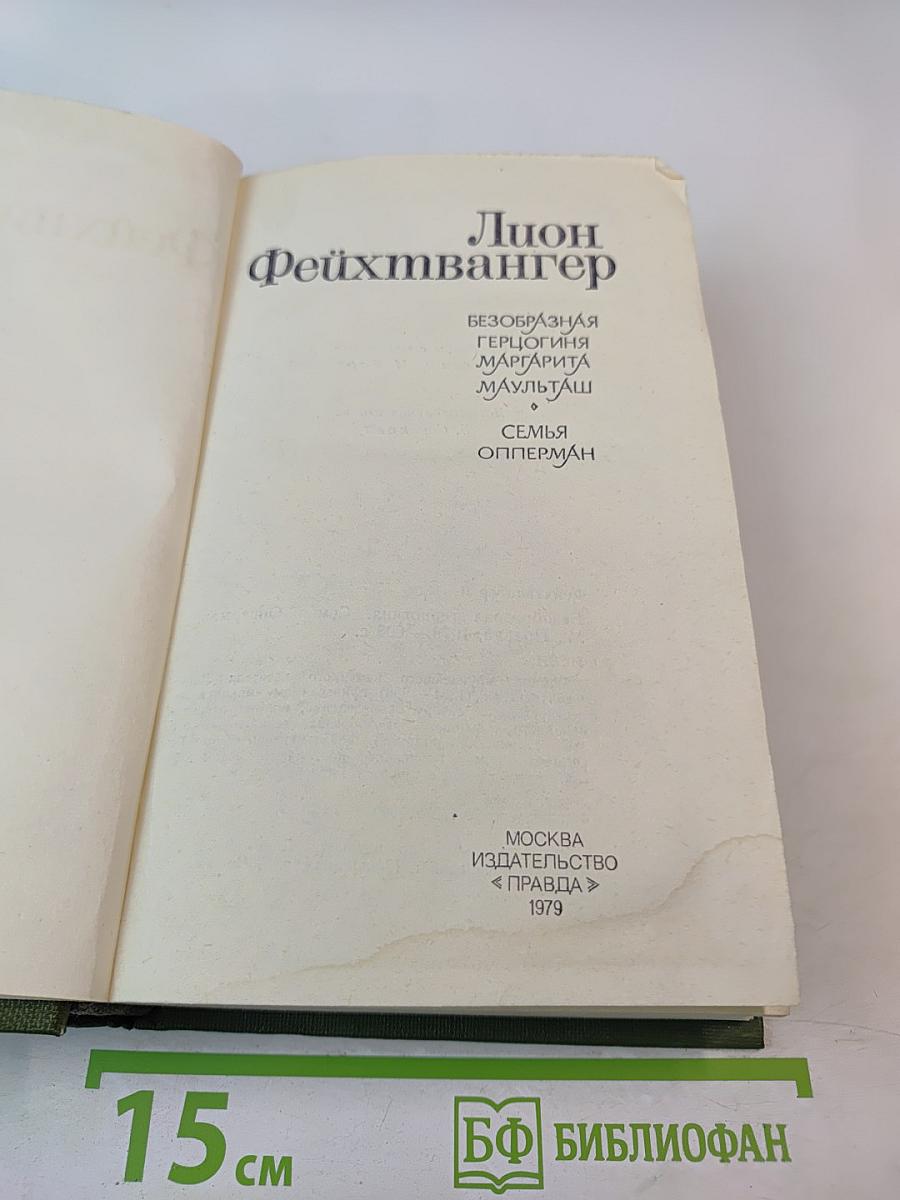 Лион
Фейхтвангер
БЕЗОБРАЗНАЯ
ГЕРЦОГИНЯ
МАРГАРИТА
МАУЛЬТАШ
СЕМЬЯ
ОППЕРМАН
МОСКВА
ИЗДАТЕЛЬСТВО
«ПРАВДА»
1979
15 см
БФ БИБЛИОФАН